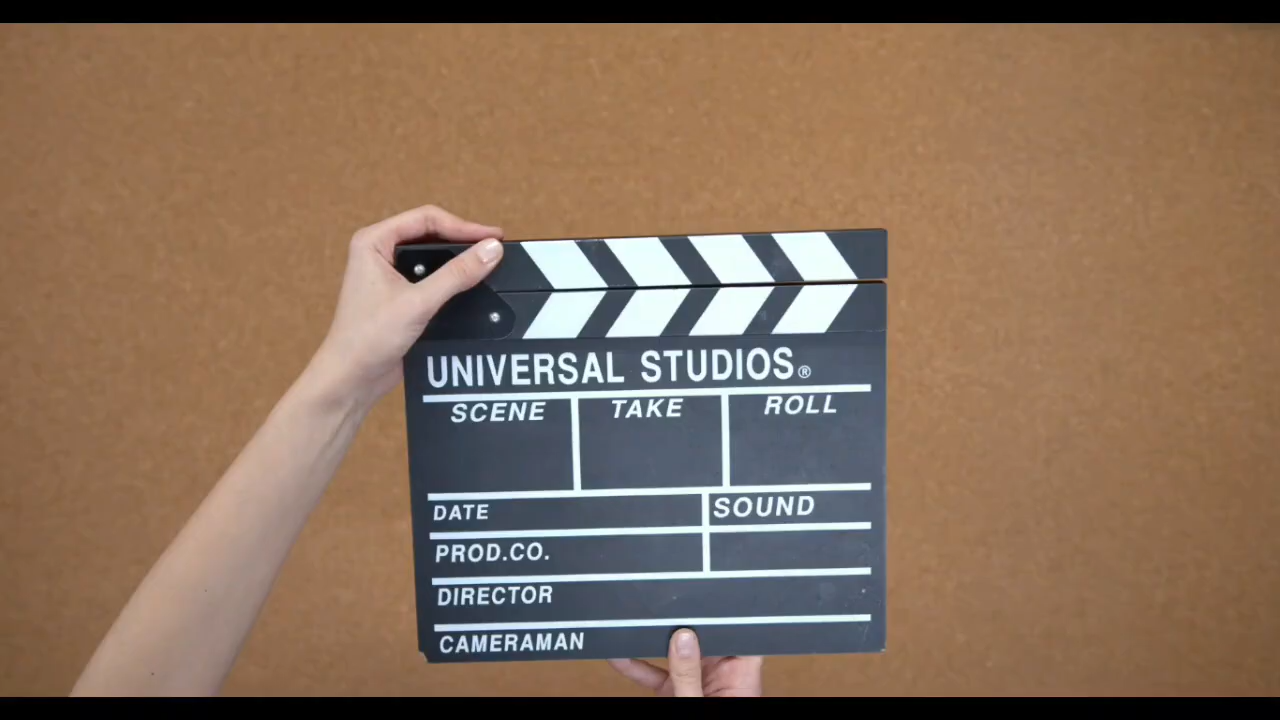 UNIVERSAL STUDIOS®
SCENE TAKE ROLL
DATE SOUND
PROD.CO.
DIRECTOR
CAMERAMAN